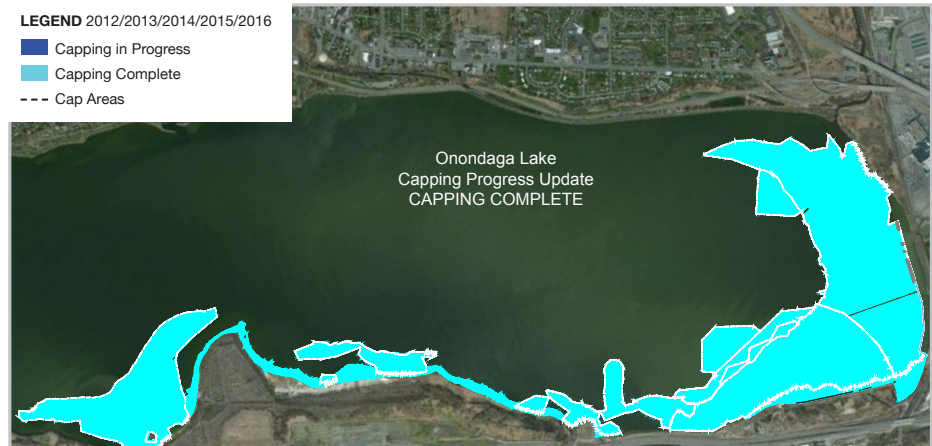 LEGEND 2012/2013/2014/2015/2016
Capping in Progress
Capping Complete
Cap Areas
Onondaga Lake
Capping Progress Update
CAPPING COMPLETE